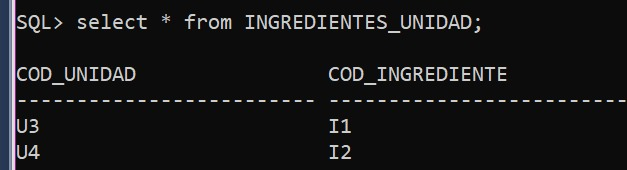 SQL> select * from INGREDIENTES_UNIDAD;
COD_UNIDAD COD_INGREDIENTE
------------------------- -------------------------
U3 I1
U4 I2